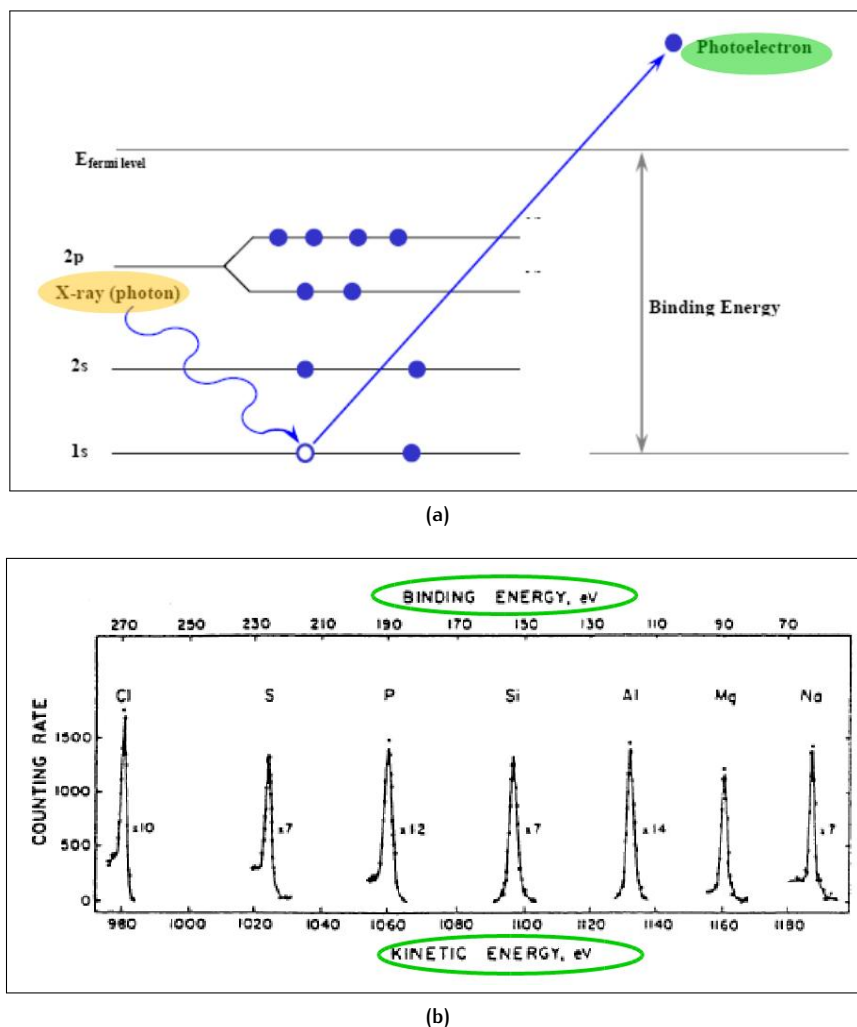 Photoelectron
E fermi level
2p
X-ray (photon)
Binding Energy
2s
1s
(a)
BINDING ENERGY, eV
270 250 230 210 190 170 150 130 110 90 70
Cl S P Si Al Mg Na
COUNTING RATE
1500
1000
500
0
x10 x7 x12 x7 x14 x7
980 1000 1020 1040 1060 1080 1100 1120 1140 1160 1180
KINETIC ENERGY, eV
(b)